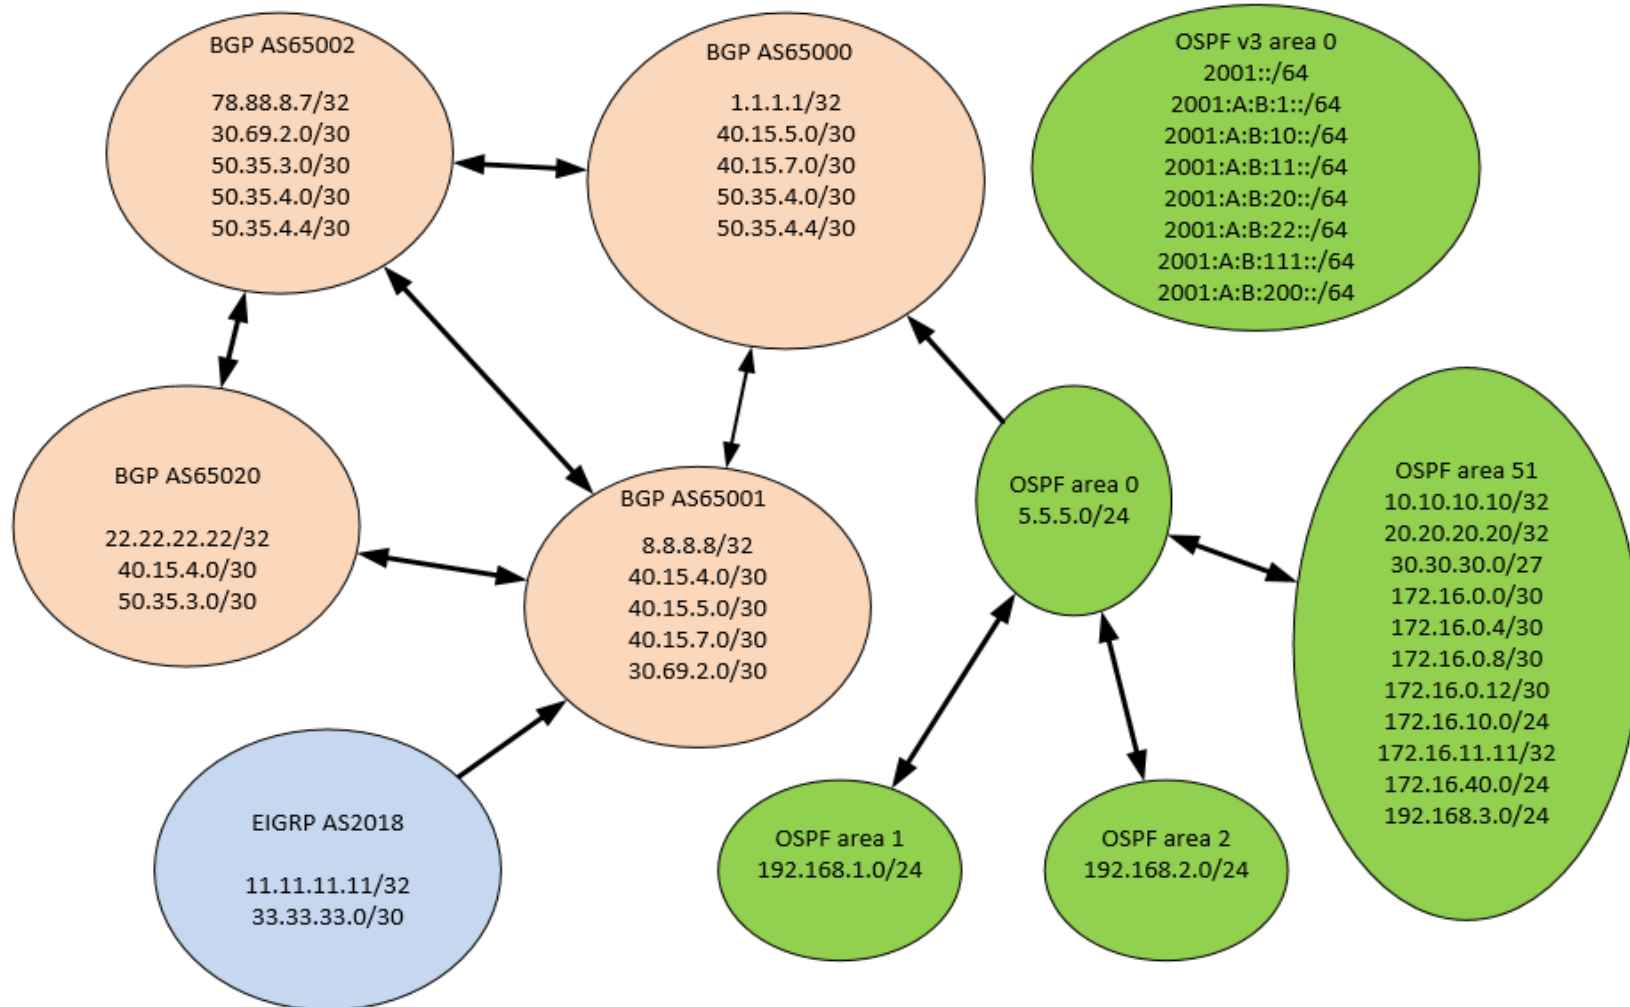 BGP AS65002
78.88.8.7/32
30.69.2.0/30
50.35.3.0/30
50.35.4.0/30
50.35.4.4/30
BGP AS65000
1.1.1.1/32
40.15.5.0/30
40.15.7.0/30
50.35.4.0/30
50.35.4.4/30
OSPF v3 area 0
2001::/64
2001:A:B:1::/64
2001:A:B:10::/64
2001:A:B:11::/64
2001:A:B:20::/64
2001:A:B:22::/64
2001:A:B:111::/64
2001:A:B:200::/64
BGP AS65020
22.22.22.22/32
40.15.4.0/30
50.35.3.0/30
BGP AS65001
8.8.8.8/32
40.15.4.0/30
40.15.5.0/30
40.15.7.0/30
30.69.2.0/30
OSPF area 0
5.5.5.0/24
OSPF area 51
10.10.10.10/32
20.20.20.20/32
30.30.30.0/27
172.16.0.0/30
172.16.0.4/30
172.16.0.8/30
172.16.0.12/30
172.16.10.0/24
172.16.11.11/32
172.16.40.0/24
192.168.3.0/24
EIGRP AS2018
11.11.11.11/32
33.33.33.0/30
OSPF area 1
192.168.1.0/24
OSPF area 2
192.168.2.0/24